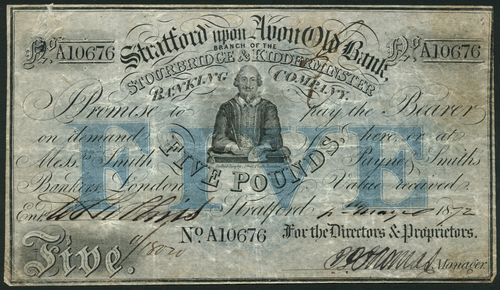 No. A10676 Stratford upon Avon Old Bank, No. A10676
BRANCH OF THE
STOURBRIDGE & KIDDERMINSTER
BANKING COMPANY.
Promise to pay the Bearer
on demand FIVE POUNDS, here or at
Messrs Smith Payne, Smiths
Bankers London Value received
FIVE
Entd Stratford 1872
No. A10676 For the Directors & Proprietors.
Five. Manager